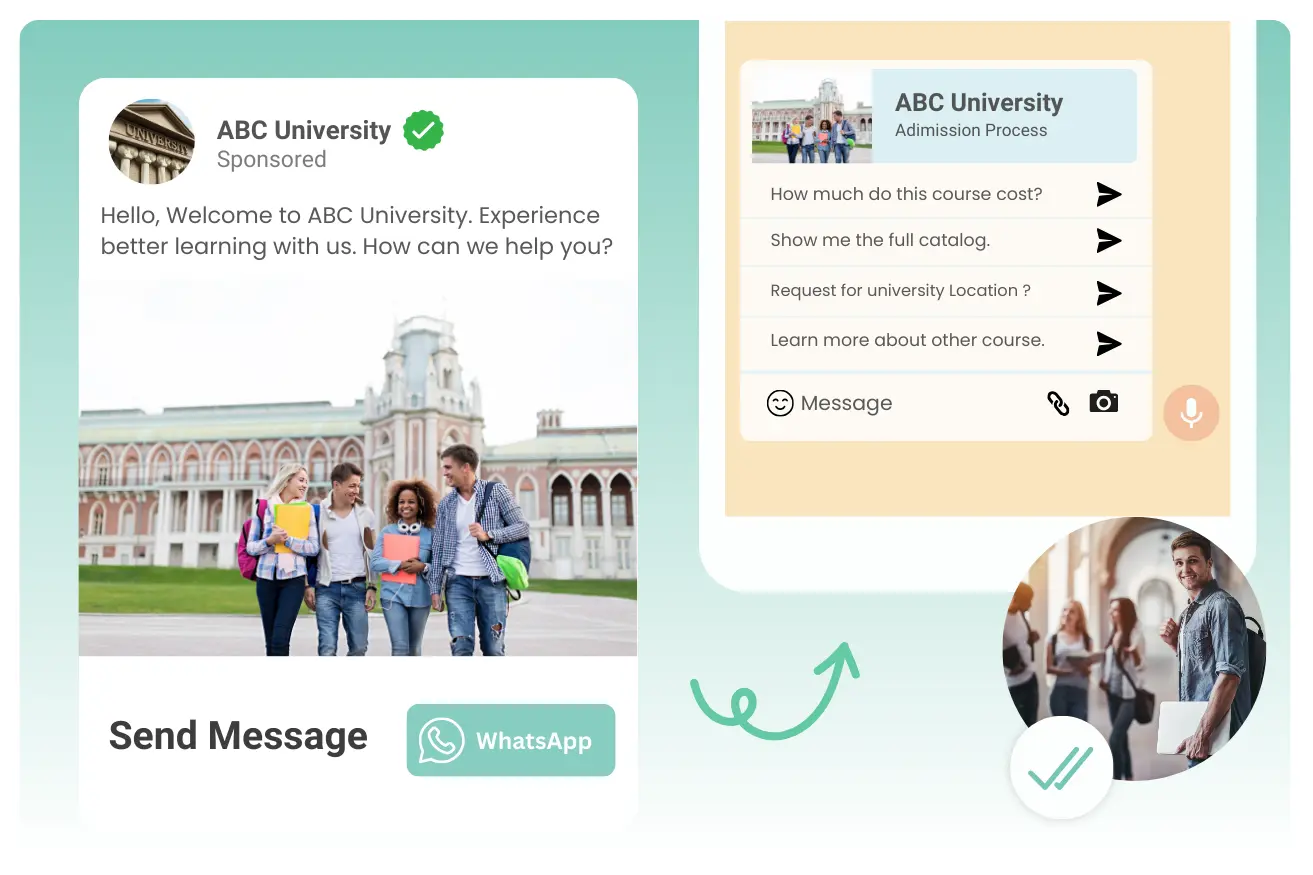 UNIVERSITY
ABC University
Sponsored
Hello, Welcome to ABC University. Experience
better learning with us. How can we help you?
Send Message
WhatsApp
ABC University
Adimission Process
How much do this course cost?
Show me the full catalog.
Request for university Location ?
Learn more about other course.
Message